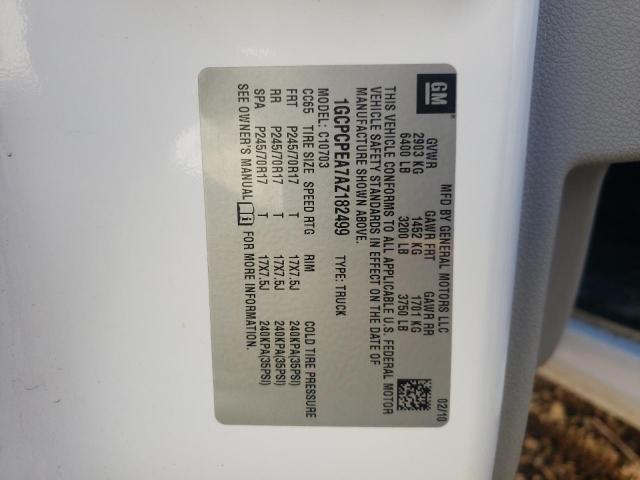 GM
MFD BY GENERAL MOTORS LLC 02/10
GVWR GAWR FRT GAWR RR
2903 KG 1452 KG 1701 KG
6400 LB 3200 LB 3750 LB
THIS VEHICLE CONFORMS TO ALL APPLICABLE U.S. FEDERAL MOTOR
VEHICLE SAFETY STANDARDS IN EFFECT ON THE DATE OF
MANUFACTURE SHOWN ABOVE.
1GCPCPEA7AZ182499 TYPE: TRUCK
MODEL: C10703
CC65 TIRE SIZE SPEED RTG RIM COLD TIRE PRESSURE
FRT P245/70R17 T 17X7.5J 240KPA(35PSI)
RR P245/70R17 T 17X7.5J 240KPA(35PSI)
SPA P245/70R17 T 17X7.5J 240KPA(35PSI)
SEE OWNER'S MANUAL i FOR MORE INFORMATION.